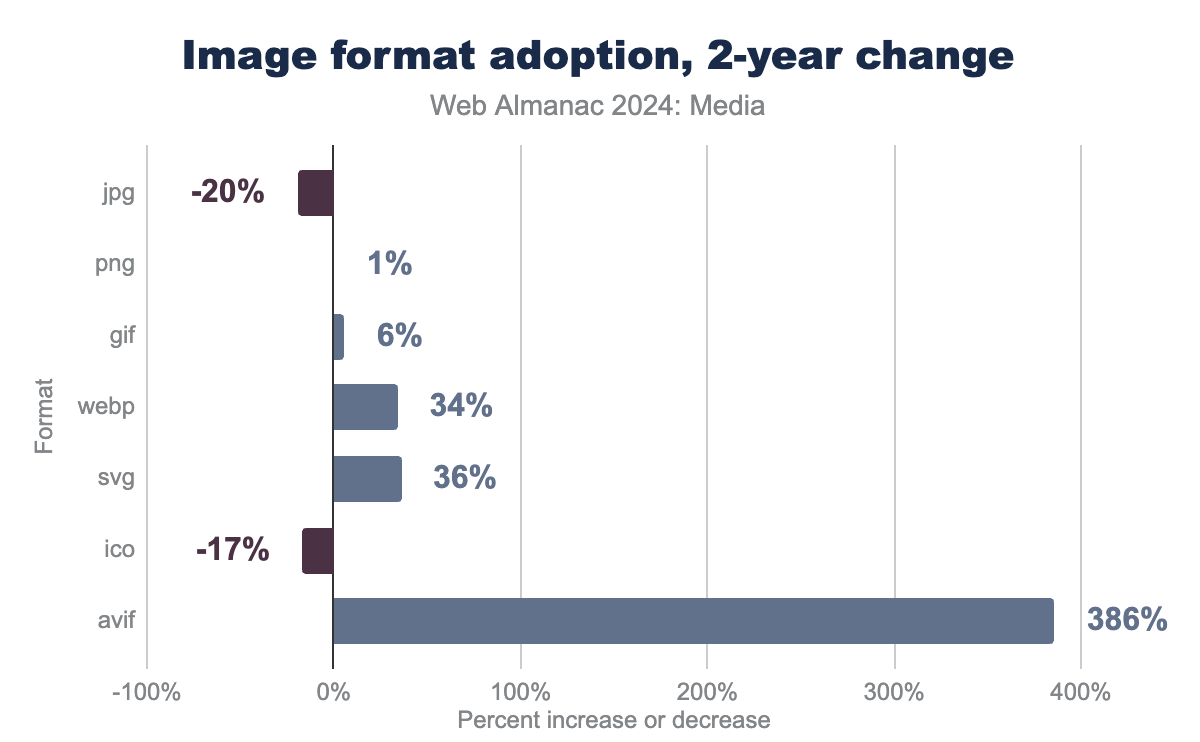 Image format adoption, 2-year change
Web Almanac 2024: Media
jpg
-20%
png
1%
gif
6%
webp
34%
svg
36%
ico
-17%
avif
386%
Format
-100%
0%
100%
200%
300%
400%
Percent increase or decrease